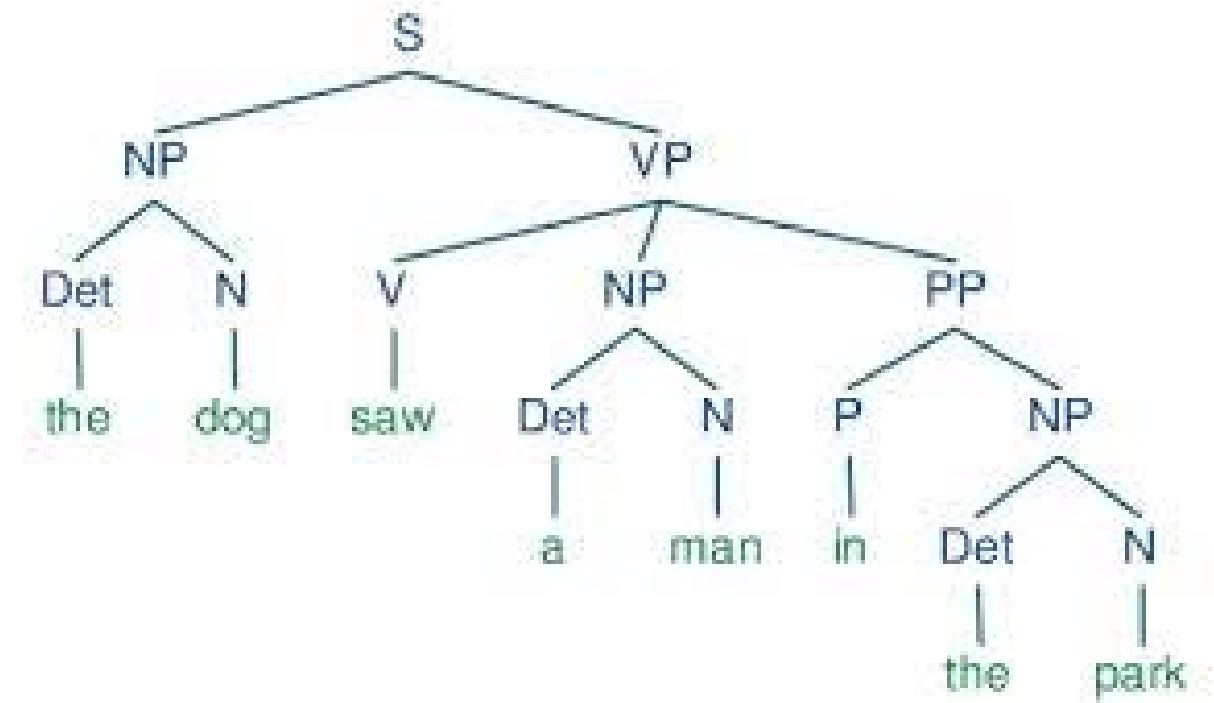 S
NP VP
Det N V NP PP
the dog saw Det N P NP
a man in Det N
the park